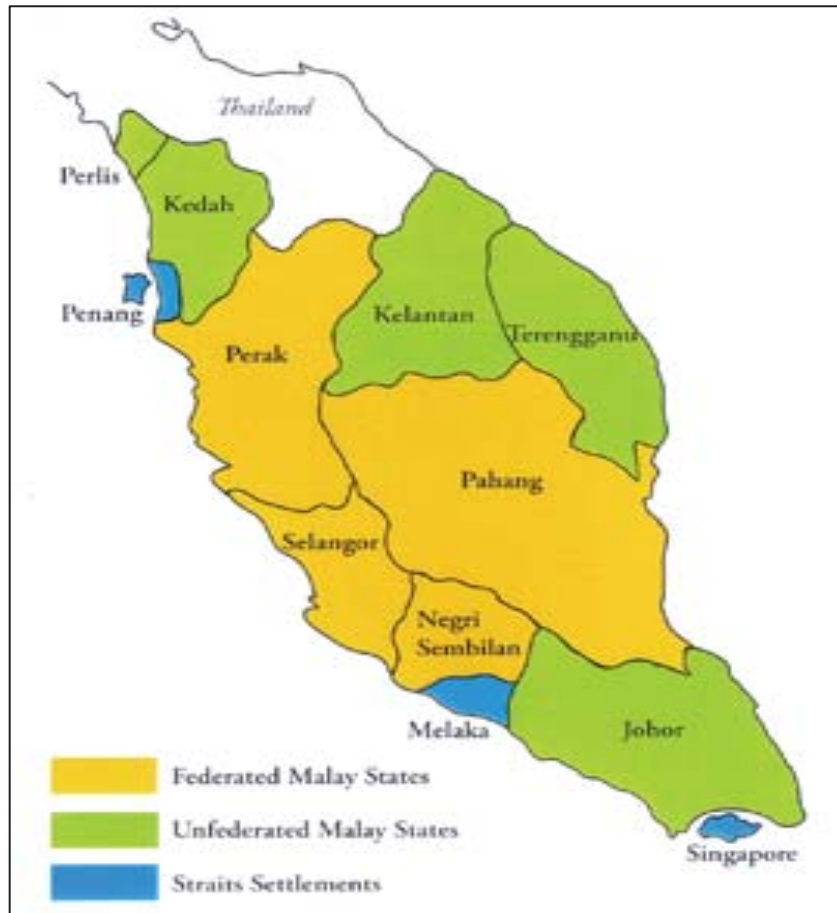 Thailand
Perlis
Kedah
Penang
Perak
Kelantan
Terengganu
Pahang
Selangor
Negri
Sembilan
Melaka
Johor
Singapore
Federated Malay States
Unfederated Malay States
Straits Settlements